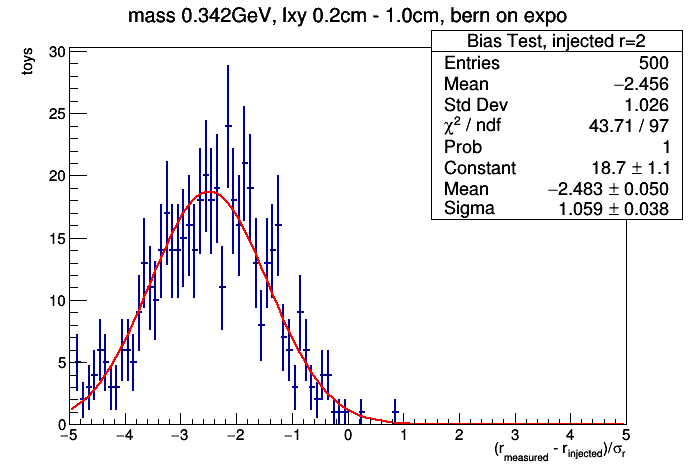 mass 0.342GeV, lxy 0.2cm - 1.0cm, bern on expo
toys
30
25
20
15
10
5
0
Bias Test, injected r=2
Entries 500
Mean −2.456
Std Dev 1.026
χ² / ndf 43.71 / 97
Prob 1
Constant 18.7 ± 1.1
Mean −2.483 ± 0.050
Sigma 1.059 ± 0.038
−5 −4 −3 −2 −1 0 1 2 3 4 5
(r_measured - r_injected)/σ_r